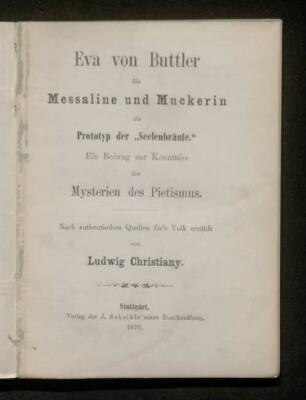 Eva von Buttler
die
Messaline und Muckerin
als
Prototyp der „Seelenbräute.“
Ein Beitrag zur Kenntniss
der
Mysterien des Pietismus.
Nach authentischen Quellen für's Volk erzählt
von
Ludwig Christiany.
Stuttgart,
Verlag der J. Scheible'schen Buchhandlung,